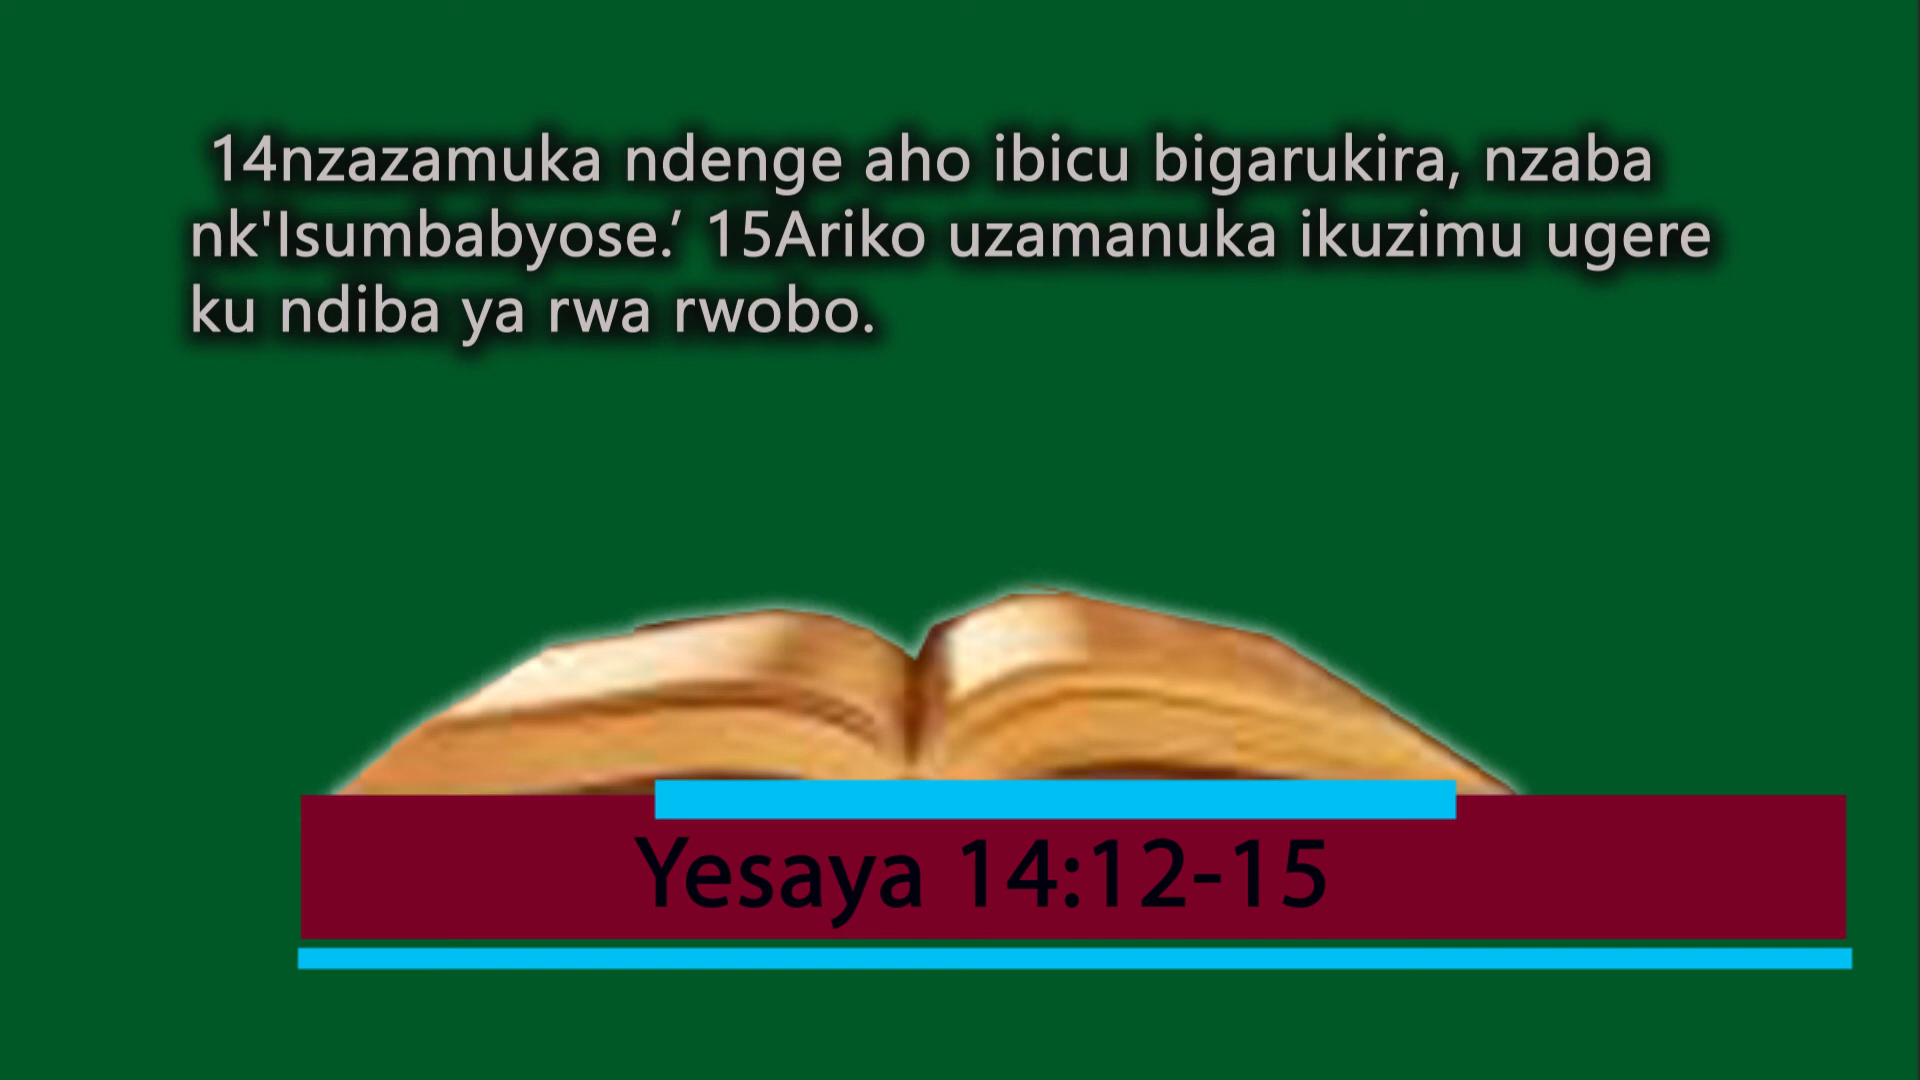 14nzazamuka ndenge aho ibicu bigarukira, nzaba
nk'Isumbabyose.’ 15Ariko uzamanuka ikuzimu ugere
ku ndiba ya rwa rwobo.
Yesaya 14:12-15